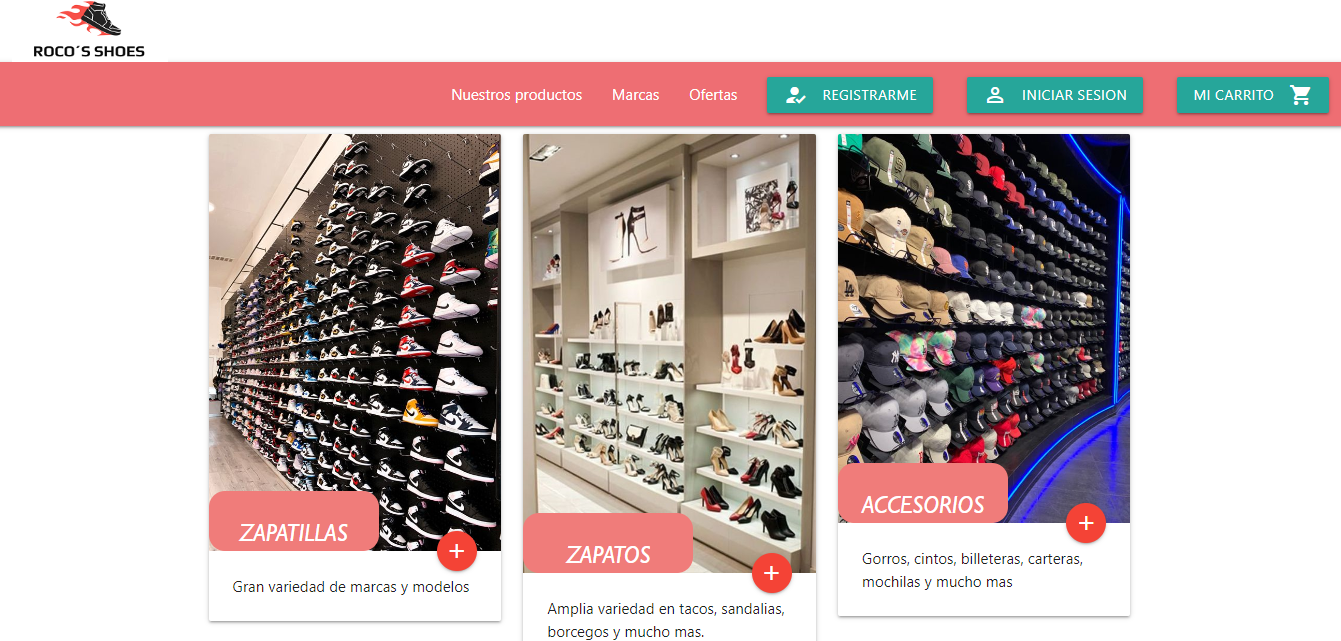 ROCO´S SHOES
Nuestros productos
Marcas
Ofertas
REGISTRARME
INICIAR SESION
MI CARRITO
ZAPATILLAS
Gran variedad de marcas y modelos
ZAPATOS
Amplia variedad en tacos, sandalias,
borcegos y mucho mas.
ACCESORIOS
Gorros, cintos, billeteras, carteras,
mochilas y mucho mas